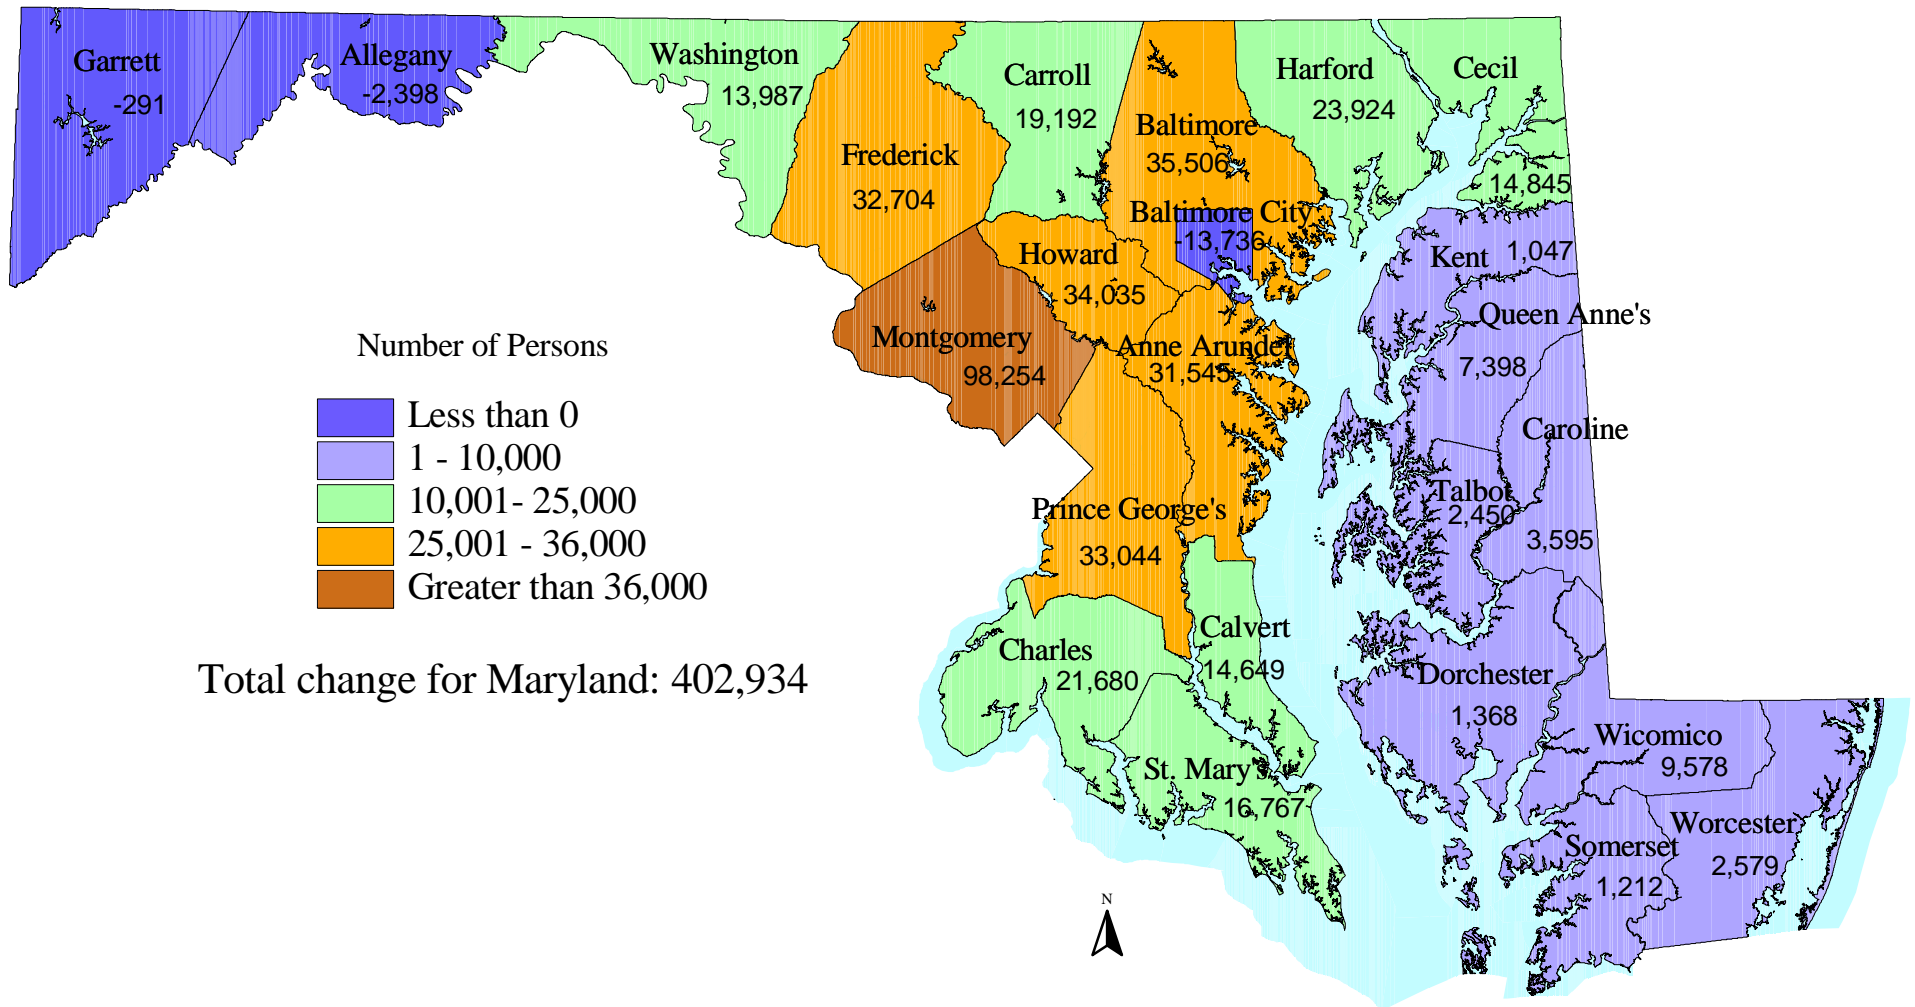 Garrett
-291
Allegany
-2,398
Washington
13,987
Frederick
32,704
Carroll
19,192
Baltimore
35,506
Harford
23,924
Cecil
14,845
Baltimore City
-13,736
Howard
34,035
Kent
1,047
Montgomery
98,254
Anne Arundel
31,545
Queen Anne's
7,398
Caroline
3,595
Talbot
2,450
Prince George's
33,044
Number of Persons
Less than 0
1 - 10,000
10,001- 25,000
25,001 - 36,000
Greater than 36,000
Total change for Maryland: 402,934
Charles
21,680
Calvert
14,649
St. Mary's
16,767
Dorchester
1,368
Wicomico
9,578
Worcester
2,579
Somerset
1,212
N